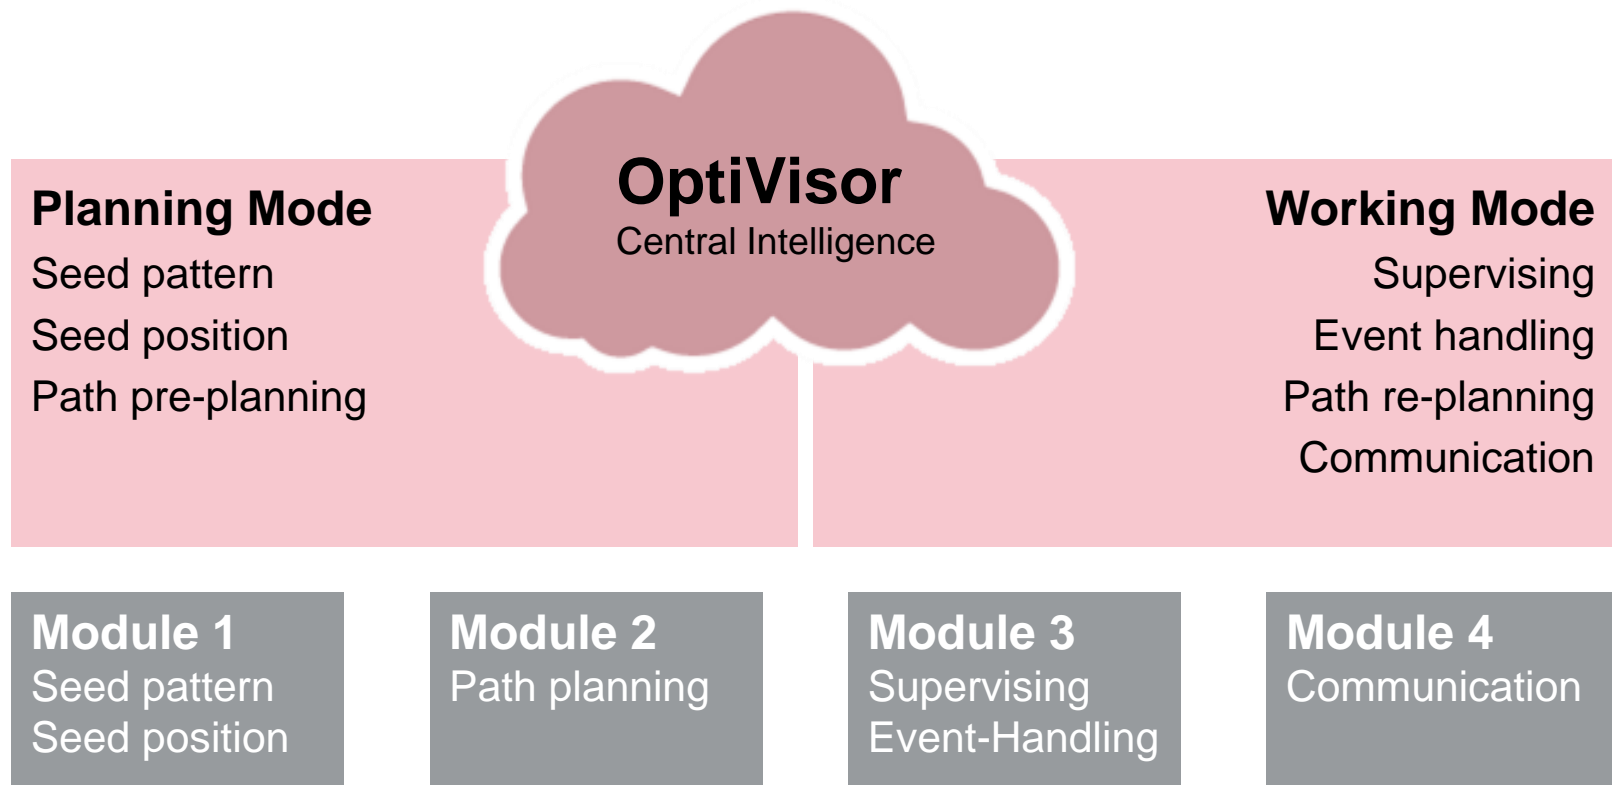 OptiVisor
Central Intelligence
Planning Mode
Seed pattern
Seed position
Path pre-planning
Working Mode
Supervising
Event handling
Path re-planning
Communication
Module 1
Seed pattern
Seed position
Module 2
Path planning
Module 3
Supervising
Event-Handling
Module 4
Communication